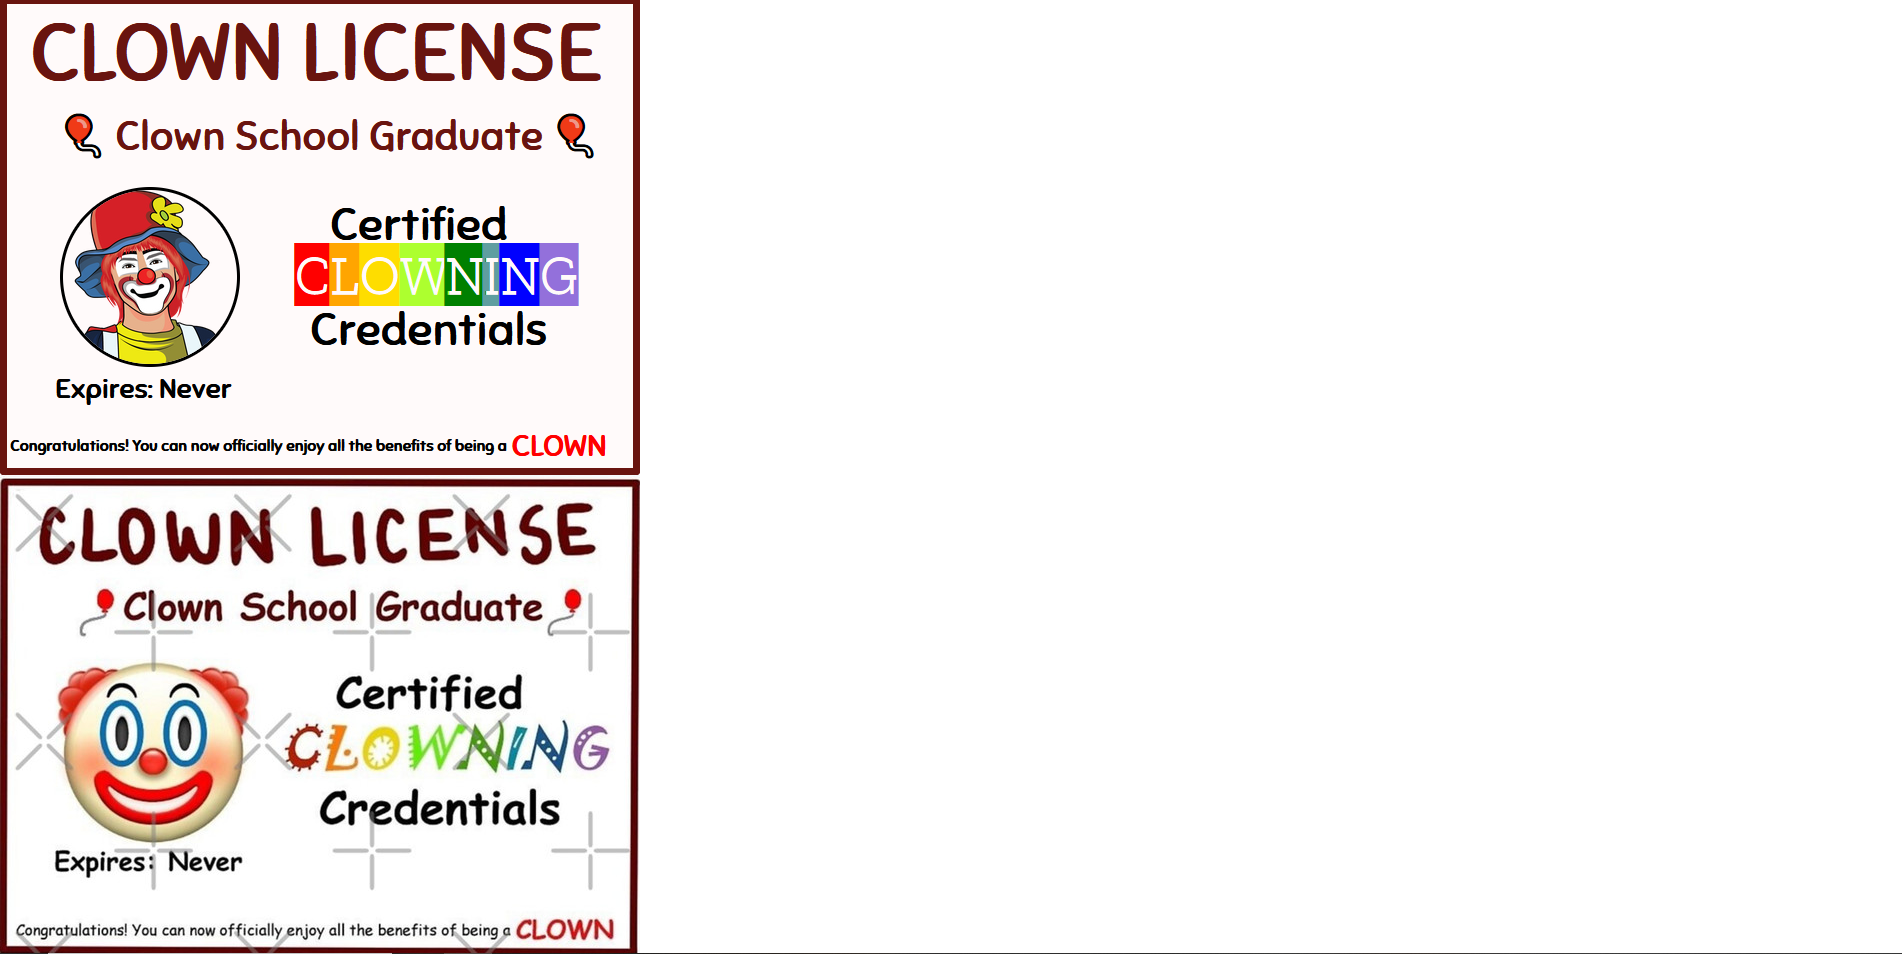 CLOWN LICENSE
Clown School Graduate
Certified
CLOWNING
Credentials
Expires: Never
Congratulations! You can now officially enjoy all the benefits of being a CLOWN
CLOWN LICENSE
Clown School Graduate
Certified
CLOWNING
Credentials
Expires: Never
Congratulations! You can now officially enjoy all the benefits of being a CLOWN